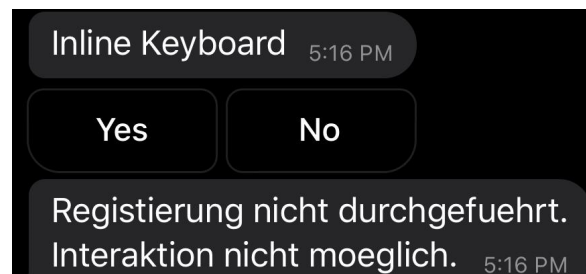 Inline Keyboard 5:16 PM
Yes No
Registierung nicht durchgefuehrt.
Interaktion nicht moeglich. 5:16 PM